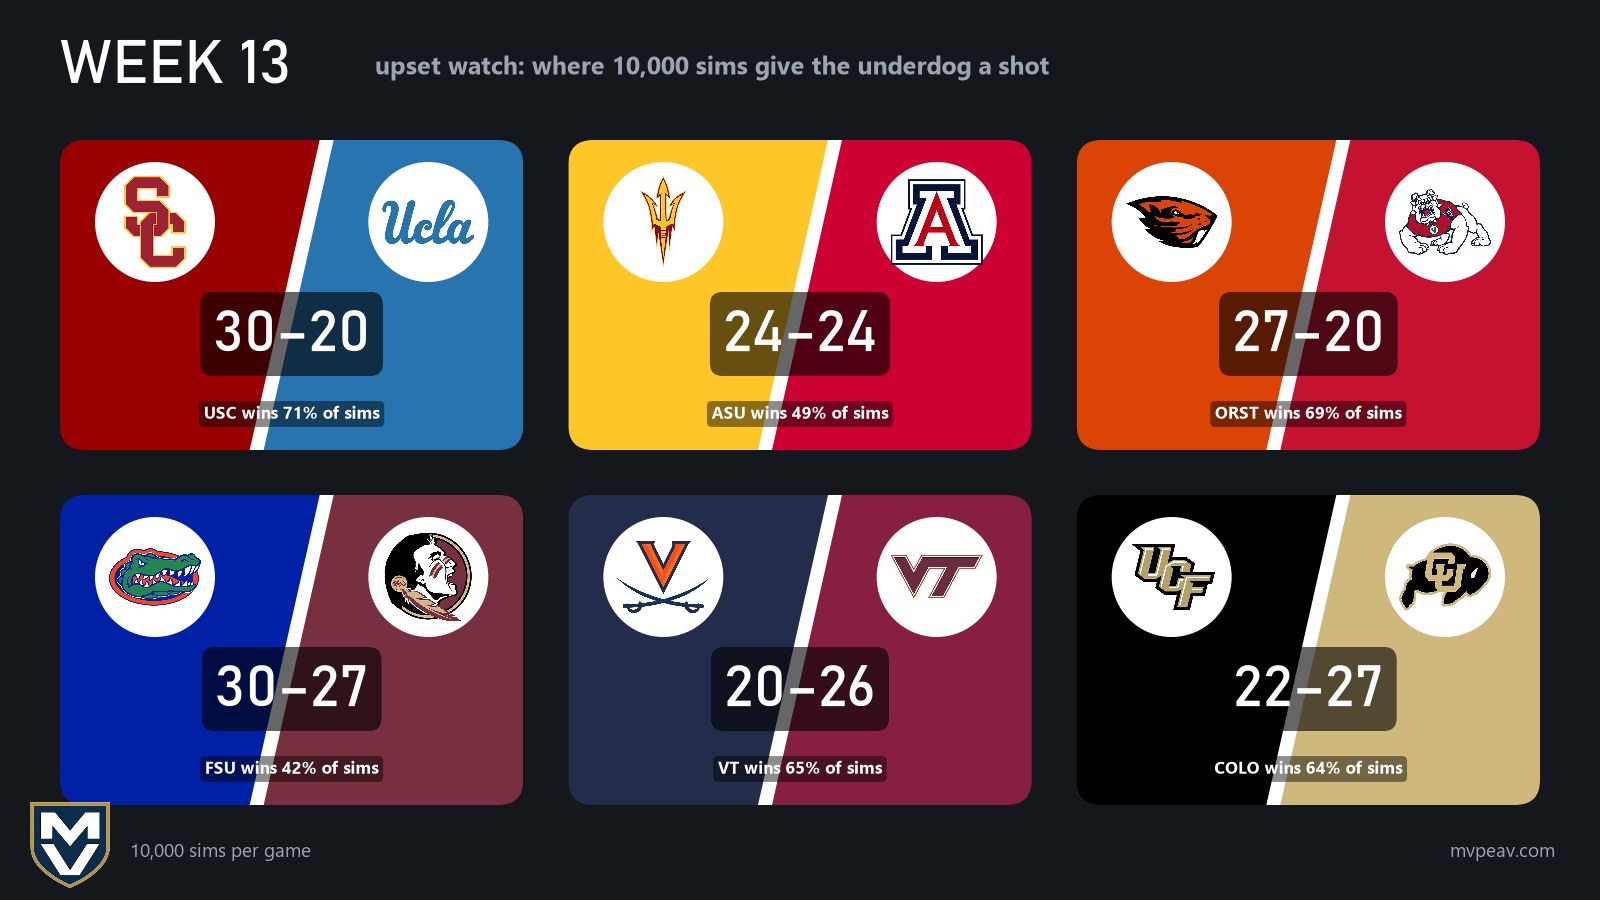 WEEK 13
upset watch: where 10,000 sims give the underdog a shot
SC
Ucla
A
30–20
24–24
27–20
USC wins 71% of sims
ASU wins 49% of sims
ORST wins 69% of sims
V
VT
UCF
CU
30–27
20–26
22–27
FSU wins 42% of sims
VT wins 65% of sims
COLO wins 64% of sims
MV
10,000 sims per game
mvpeav.com